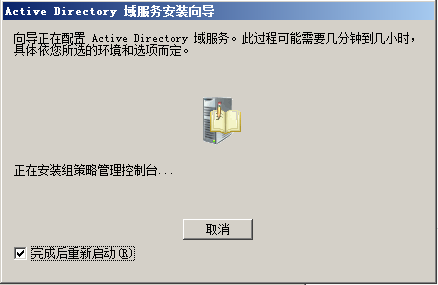 Active Directory 域服务安装向导
向导正在配置 Active Directory 域服务。此过程可能需要几分钟到几小时，
具体依您所选的环境和选项而定。
正在安装组策略管理控制台...
取消
完成后重新启动(R)